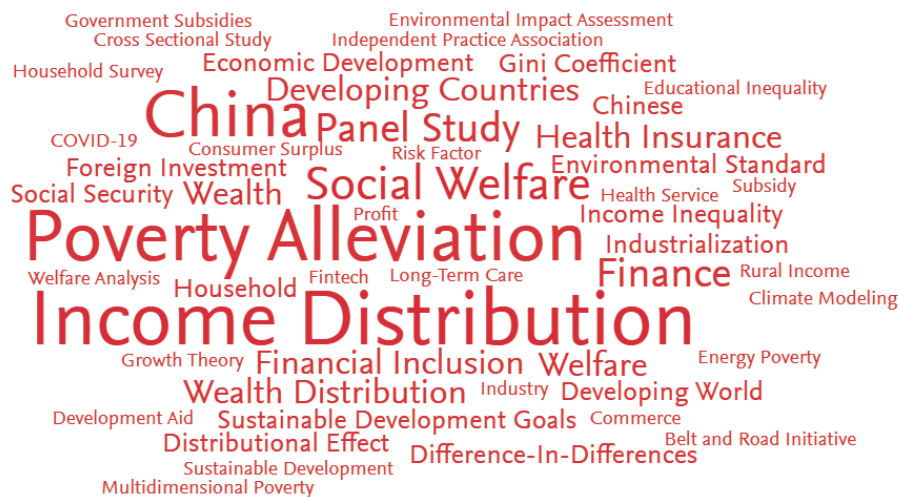 Government Subsidies
Environmental Impact Assessment
Cross Sectional Study
Independent Practice Association
Household Survey
Economic Development
Gini Coefficient
Developing Countries
Educational Inequality
China
Chinese
Panel Study
Health Insurance
COVID-19
Consumer Surplus
Risk Factor
Foreign Investment
Environmental Standard
Social Security
Wealth
Social Welfare
Health Service
Subsidy
Profit
Income Inequality
Poverty Alleviation
Industrialization
Welfare Analysis
Household
Fintech
Long-Term Care
Finance
Rural Income
Climate Modeling
Income Distribution
Growth Theory
Financial Inclusion
Welfare
Energy Poverty
Wealth Distribution
Industry
Developing World
Development Aid
Sustainable Development Goals
Commerce
Distributional Effect
Difference-In-Differences
Belt and Road Initiative
Sustainable Development
Multidimensional Poverty